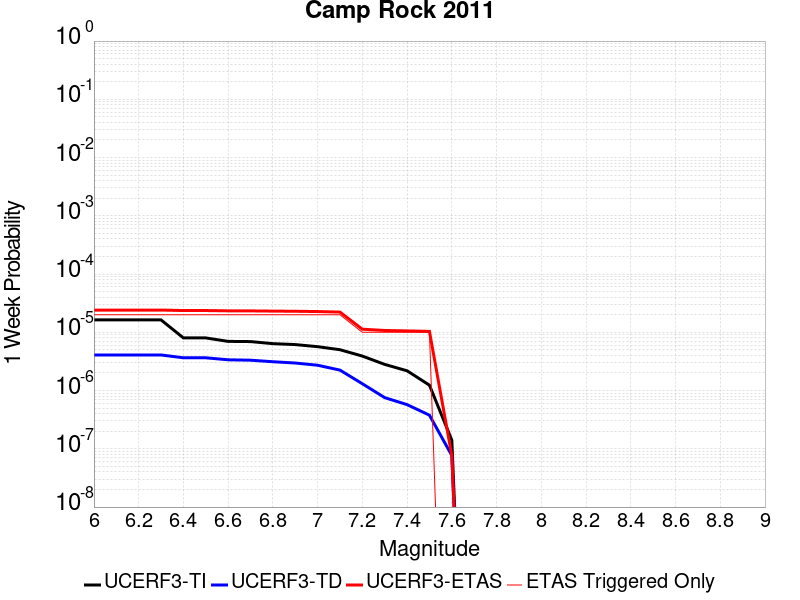 Camp Rock 2011
10^0
10^-1
10^-2
10^-3
10^-4
10^-5
10^-6
10^-7
10^-8
1 Week Probability
6 6.2 6.4 6.6 6.8 7 7.2 7.4 7.6 7.8 8 8.2 8.4 8.6 8.8 9
Magnitude
UCERF3-TI UCERF3-TD UCERF3-ETAS ETAS Triggered Only